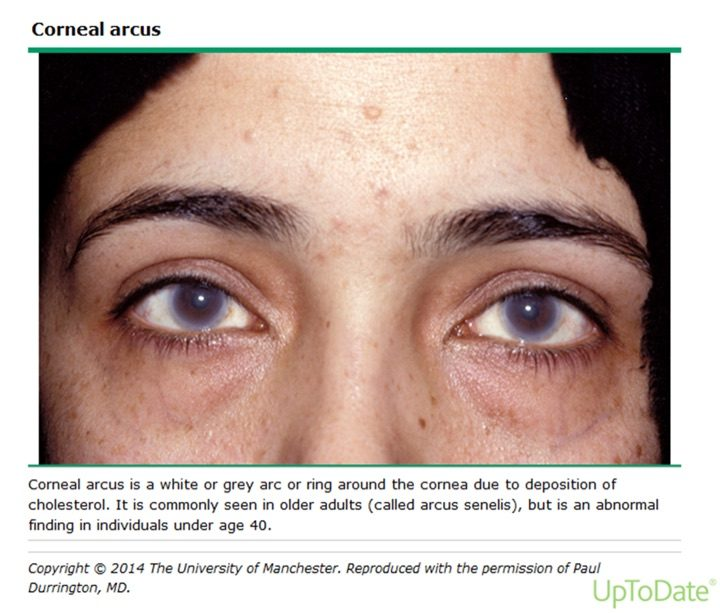 Corneal arcus
Corneal arcus is a white or grey arc or ring around the cornea due to deposition of
cholesterol. It is commonly seen in older adults (called arcus senelis), but is an abnormal
finding in individuals under age 40.
Copyright © 2014 The University of Manchester. Reproduced with the permission of Paul
Durrington, MD.
UpToDate®